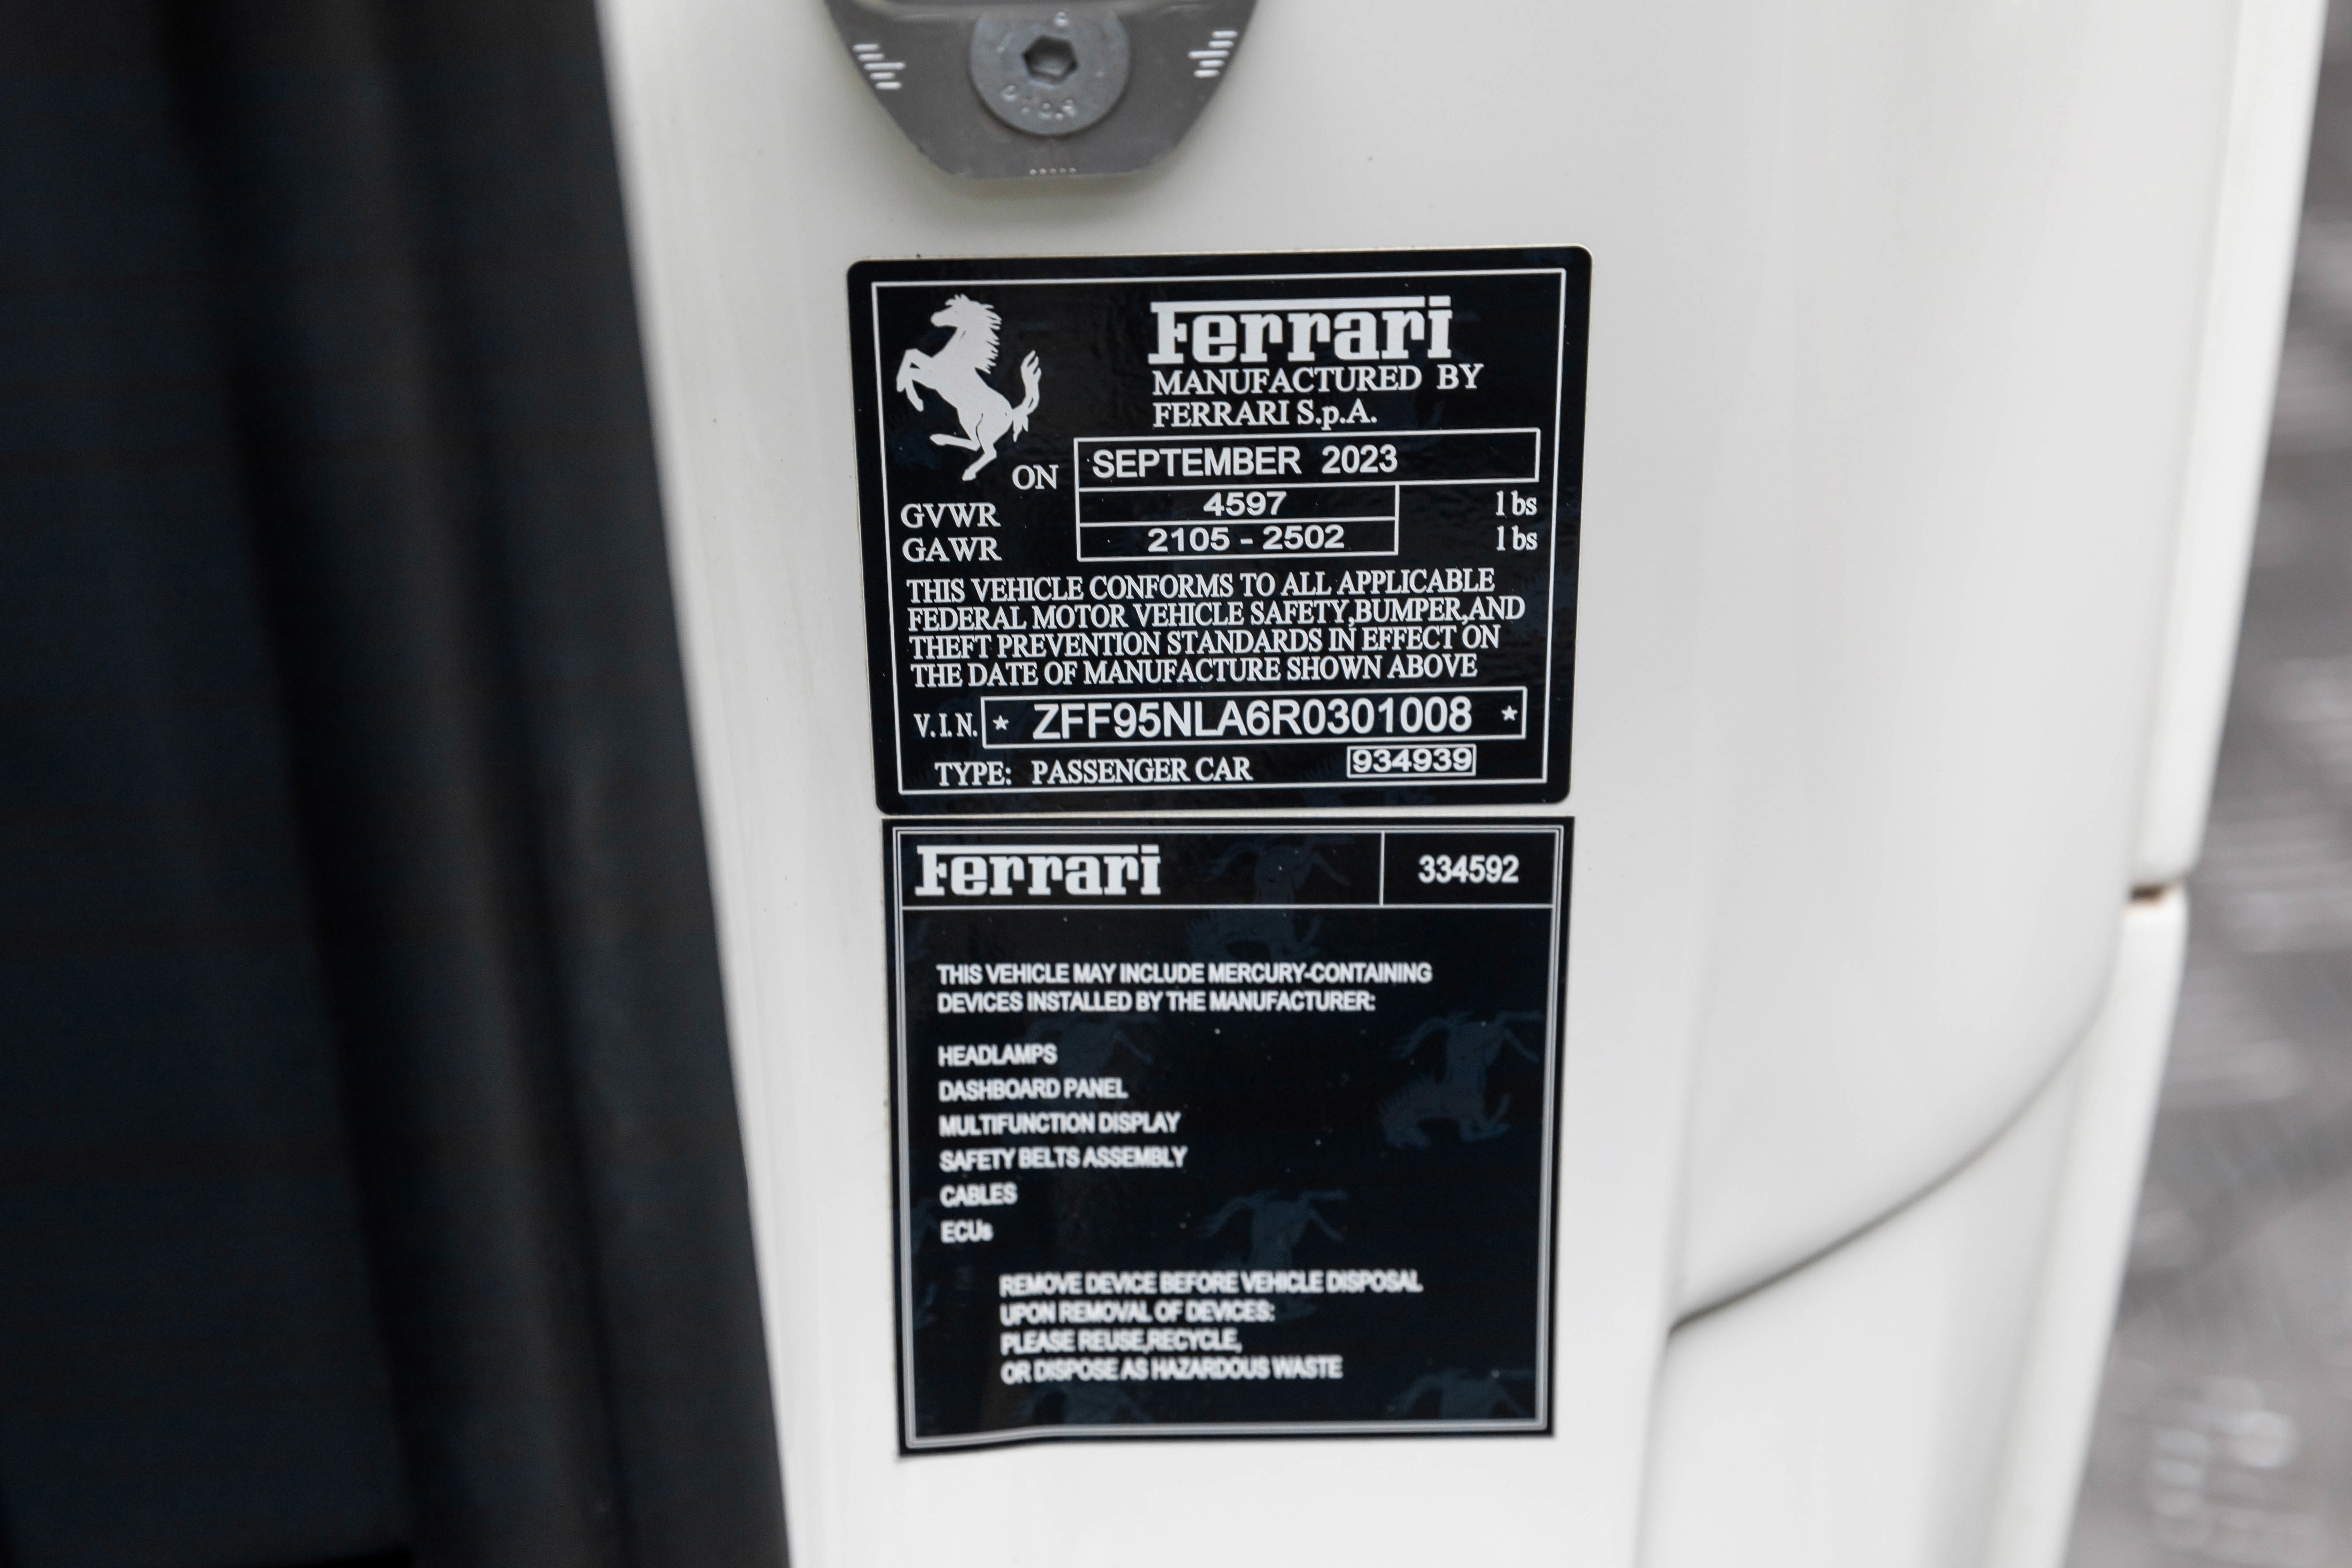 Ferrari
MANUFACTURED BY
FERRARI S.p.A.
ON SEPTEMBER 2023
GVWR 4597 lbs
GAWR 2105 - 2502 lbs
THIS VEHICLE CONFORMS TO ALL APPLICABLE
FEDERAL MOTOR VEHICLE SAFETY,BUMPER,AND
THEFT PREVENTION STANDARDS IN EFFECT ON
THE DATE OF MANUFACTURE SHOWN ABOVE
V.I.N. * ZFF95NLA6R0301008 *
TYPE: PASSENGER CAR 934939
Ferrari 334592
THIS VEHICLE MAY INCLUDE MERCURY-CONTAINING
DEVICES INSTALLED BY THE MANUFACTURER:
HEADLAMPS
DASHBOARD PANEL
MULTIFUNCTION DISPLAY
SAFETY BELTS ASSEMBLY
CABLES
ECUs
REMOVE DEVICE BEFORE VEHICLE DISPOSAL
UPON REMOVAL OF DEVICES:
PLEASE REUSE,RECYCLE,
OR DISPOSE AS HAZARDOUS WASTE